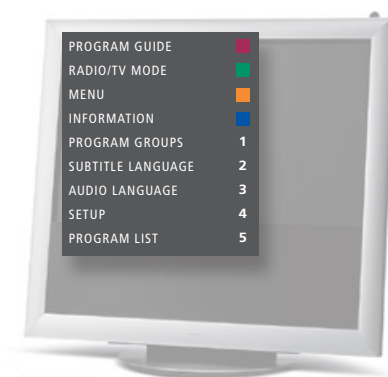 PROGRAM GUIDE
RADIO/TV MODE
MENU
INFORMATION
PROGRAM GROUPS 1
SUBTITLE LANGUAGE 2
AUDIO LANGUAGE 3
SETUP 4
PROGRAM LIST 5